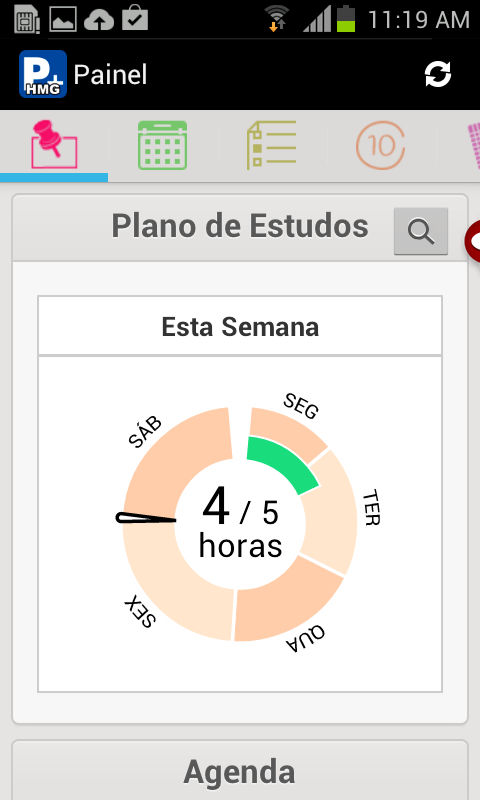 11:19 AM
P+
HMG
Painel
10
Plano de Estudos
Esta Semana
SEG
TER
QUA
SEX
SÁB
4 / 5
horas
Agenda